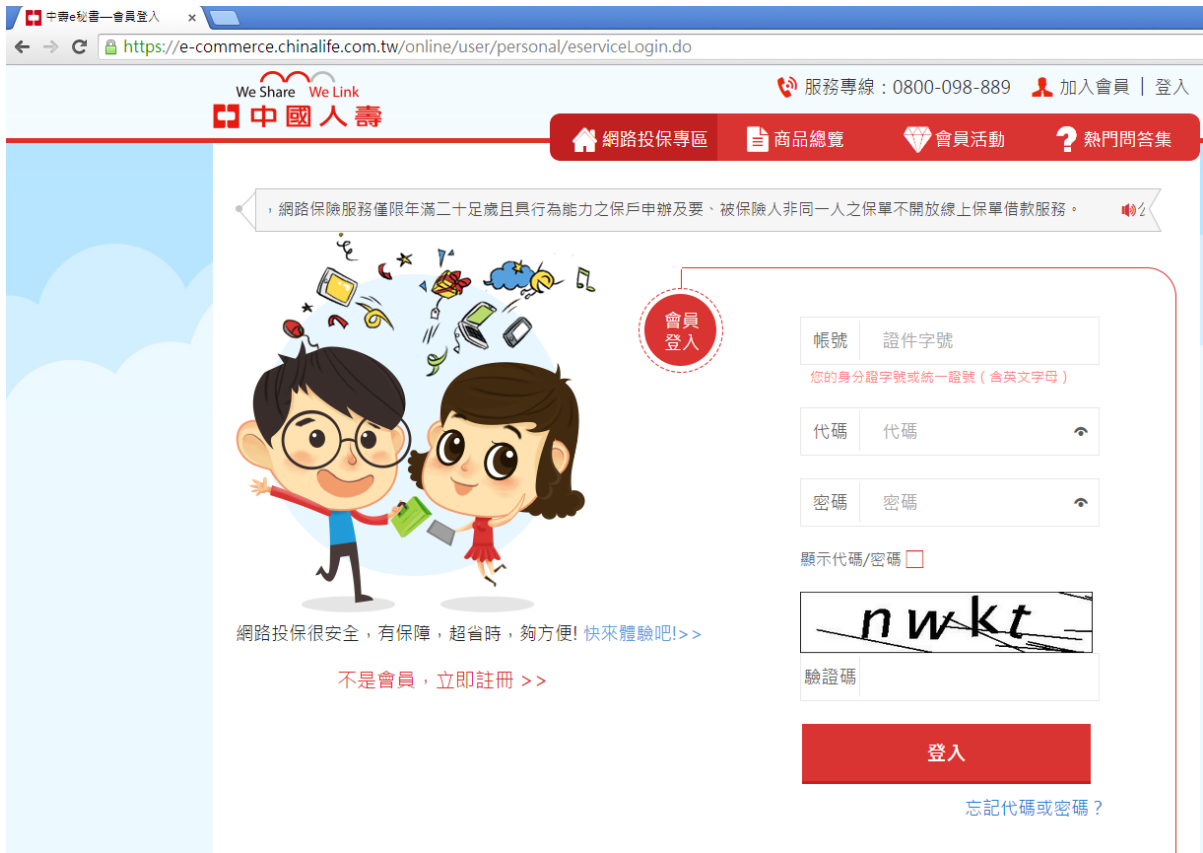 中壽e秘書—會員登入
https://e-commerce.chinalife.com.tw/online/user/personal/eserviceLogin.do
We Share We Link
中國人壽
服務專線：0800-098-889 加入會員 | 登入
網路投保專區 商品總覽 會員活動 熱門問答集
，網路保險服務僅限年滿二十足歲且具行為能力之保戶申辦及要、被保險人非同一人之保單不開放線上保單借款服務。
會員
登入
帳號 證件字號
您的身分證字號或統一證號（含英文字母）
代碼 代碼
密碼 密碼
顯示代碼/密碼
nwkt
驗證碼
登入
忘記代碼或密碼？
網路投保很安全，有保障，超省時，夠方便! 快來體驗吧!>>
不是會員，立即註冊 >>